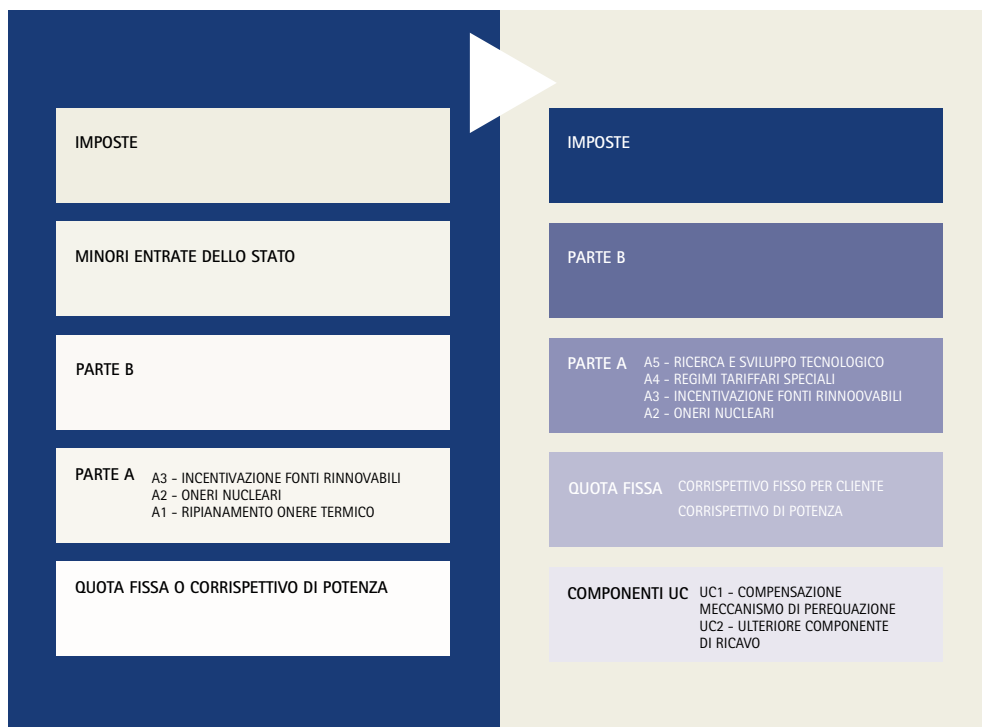 IMPOSTE
MINORI ENTRATE DELLO STATO
PARTE B
PARTE A
A3 - INCENTIVAZIONE FONTI RINNOVABILI
A2 - ONERI NUCLEARI
A1 - RIPIANAMENTO ONERE TERMICO
QUOTA FISSA O CORRISPETTIVO DI POTENZA
IMPOSTE
PARTE B
PARTE A
A5 - RICERCA E SVILUPPO TECNOLOGICO
A4 - REGIMI TARIFFARI SPECIALI
A3 - INCENTIVAZIONE FONTI RINNOOVABILI
A2 - ONERI NUCLEARI
QUOTA FISSA
CORRISPETTIVO FISSO PER CLIENTE
CORRISPETTIVO DI POTENZA
COMPONENTI UC
UC1 - COMPENSAZIONE
MECCANISMO DI PEREQUAZIONE
UC2 - ULTERIORE COMPONENTE
DI RICAVO